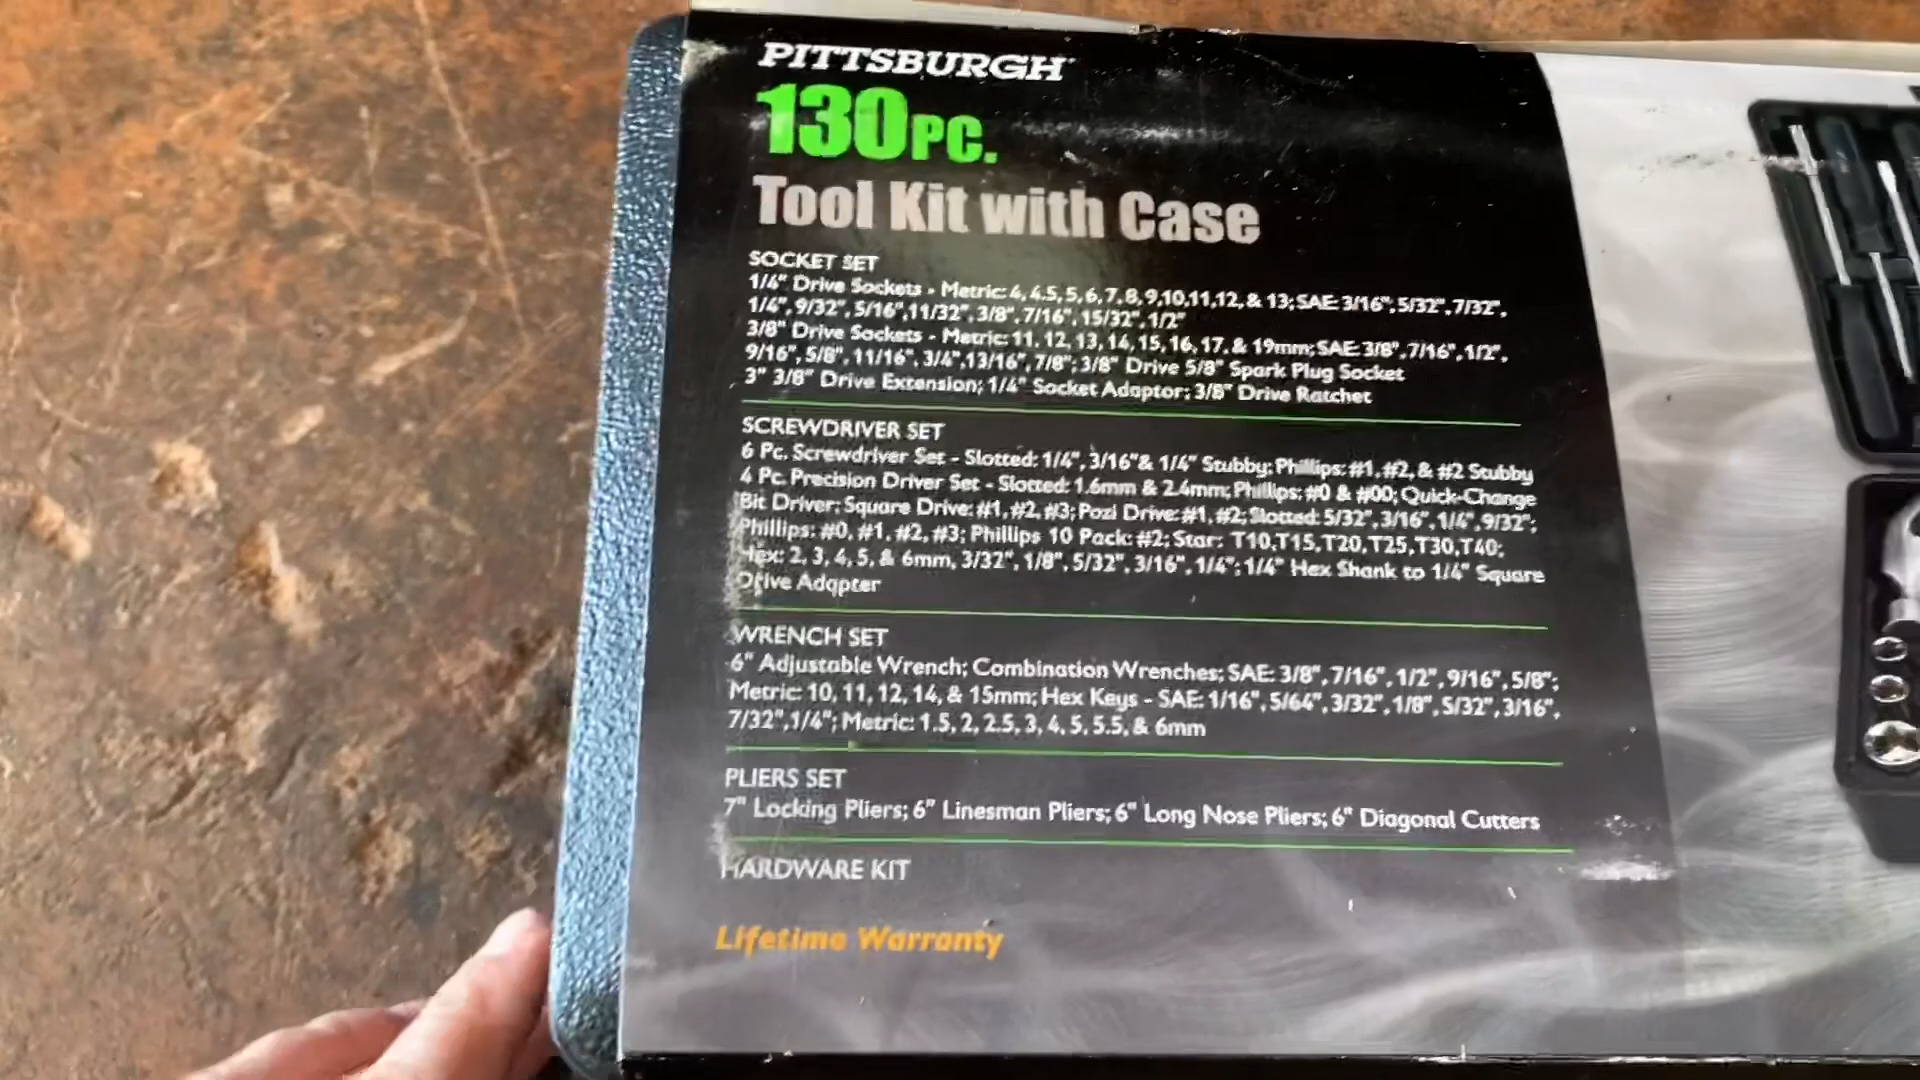 PITTSBURGH
130PC.
Tool Kit with Case
SOCKET SET
1/4" Drive Sockets - Metric: 4, 4.5, 5, 6, 7, 8, 9, 10, 11, 12, & 13; SAE: 3/16", 5/32", 7/32",
1/4", 9/32", 5/16", 11/32", 3/8", 7/16", 15/32", 1/2"
3/8" Drive Sockets - Metric: 11, 12, 13, 14, 15, 16, 17, & 19mm; SAE: 3/8", 7/16", 1/2",
9/16", 5/8", 11/16", 3/4", 13/16", 7/8"; 3/8" Drive 5/8" Spark Plug Socket
3" 3/8" Drive Extension; 1/4" Socket Adaptor; 3/8" Drive Ratchet
SCREWDRIVER SET
6 Pc. Screwdriver Set - Slotted: 1/4", 3/16" & 1/4" Stubby; Phillips: #1, #2, & #2 Stubby
4 Pc. Precision Driver Set - Slotted: 1.6mm & 2.4mm; Phillips: #0 & #00; Quick-Change
Bit Driver: Square Drive: #1, #2, #3; Pozi Drive: #1, #2; Slotted: 5/32", 3/16", 1/4", 9/32";
Phillips: #0, #1, #2, #3; Phillips 10 Pack: #2; Star: T10, T15, T20, T25, T30, T40;
Hex: 2, 3, 4, 5, & 6mm, 3/32", 1/8", 5/32", 3/16", 1/4"; 1/4" Hex Shank to 1/4" Square
Drive Adapter
WRENCH SET
6" Adjustable Wrench; Combination Wrenches; SAE: 3/8", 7/16", 1/2", 9/16", 5/8";
Metric: 10, 11, 12, 14, & 15mm; Hex Keys - SAE: 1/16", 5/64", 3/32", 1/8", 5/32", 3/16",
7/32", 1/4"; Metric: 1.5, 2, 2.5, 3, 4, 5, 5.5, & 6mm
PLIERS SET
7" Locking Pliers; 6" Linesman Pliers; 6" Long Nose Pliers; 6" Diagonal Cutters
HARDWARE KIT
Lifetime Warranty